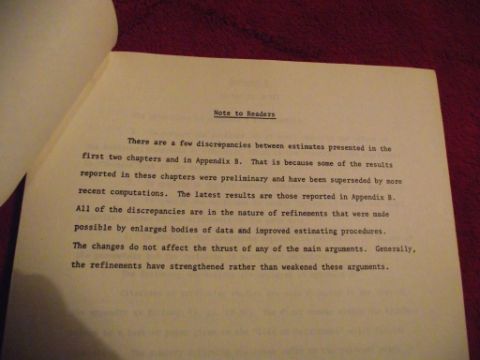 Note to Readers
There are a few discrepancies between estimates presented in the
first two chapters and in Appendix B. That is because some of the results
reported in these chapters were preliminary and have been superseded by more
recent computations. The latest results are those reported in Appendix B.
All of the discrepancies are in the nature of refinements that were made
possible by enlarged bodies of data and improved estimating procedures.
The changes do not affect the thrust of any of the main arguments. Generally,
the refinements have strengthened rather than weakened these arguments.